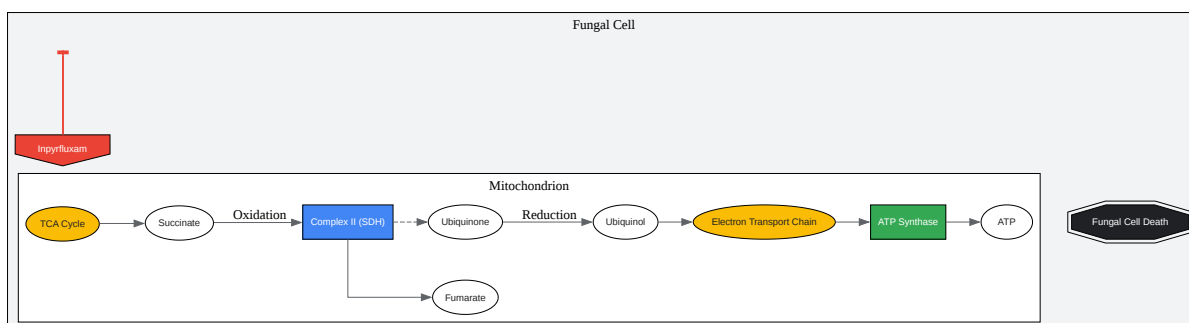 Fungal Cell
Inpyrfluxam
Mitochondrion
TCA Cycle
Succinate
Oxidation
Complex II (SDH)
Ubiquinone
Reduction
Ubiquinol
Electron Transport Chain
ATP Synthase
ATP
Fungal Cell Death
Fumarate